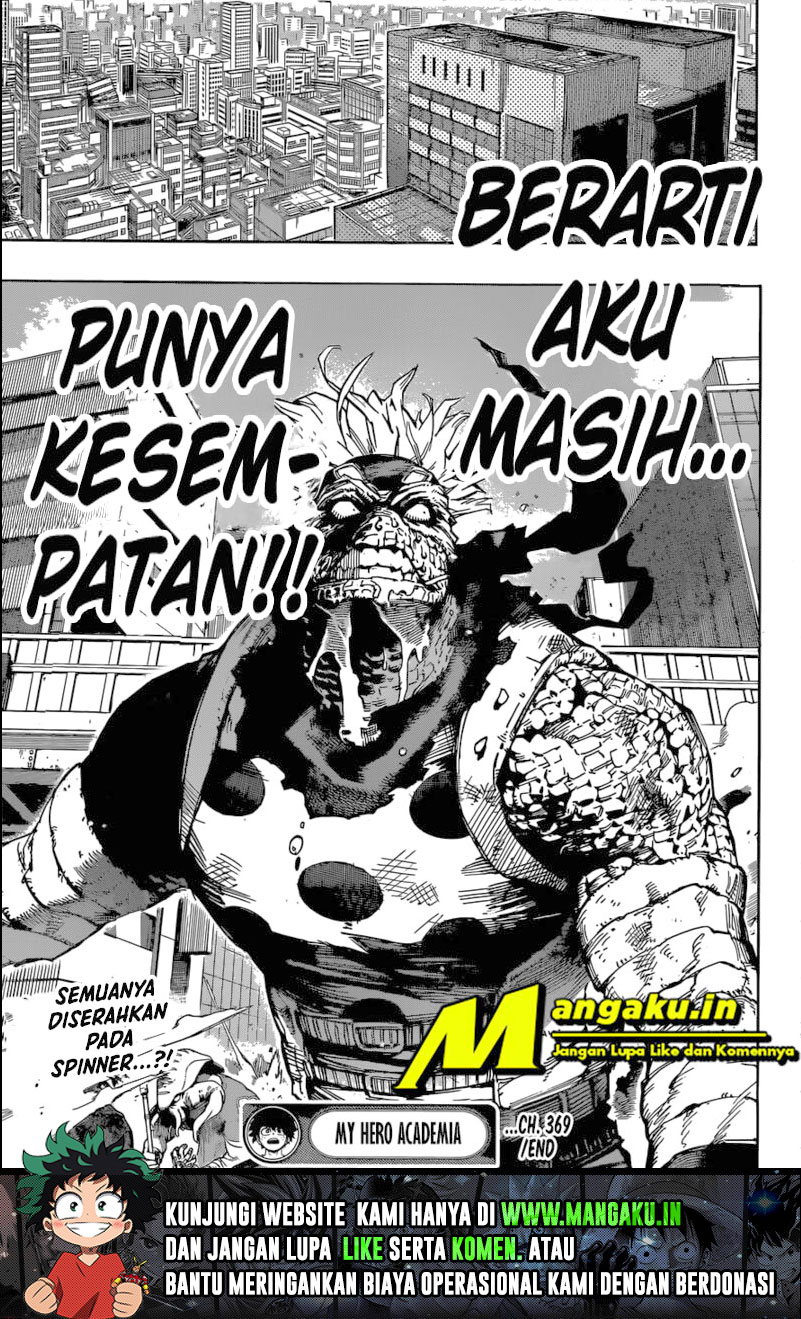 BERARTI
AKU
MASIH...
PUNYA
KESEM-
PATAN!!
SEMUANYA
DISERAHKAN
PADA
SPINNER...?!
Mangaku.in
Jangan Lupa Like dan Komennya
MY HERO ACADEMIA
...CH. 369
/END
KUNJUNGI WEBSITE KAMI HANYA DI WWW.MANGAKU.IN
DAN JANGAN LUPA LIKE SERTA KOMEN. ATAU
BANTU MERINGANKAN BIAYA OPERASIONAL KAMI DENGAN BERDONASI